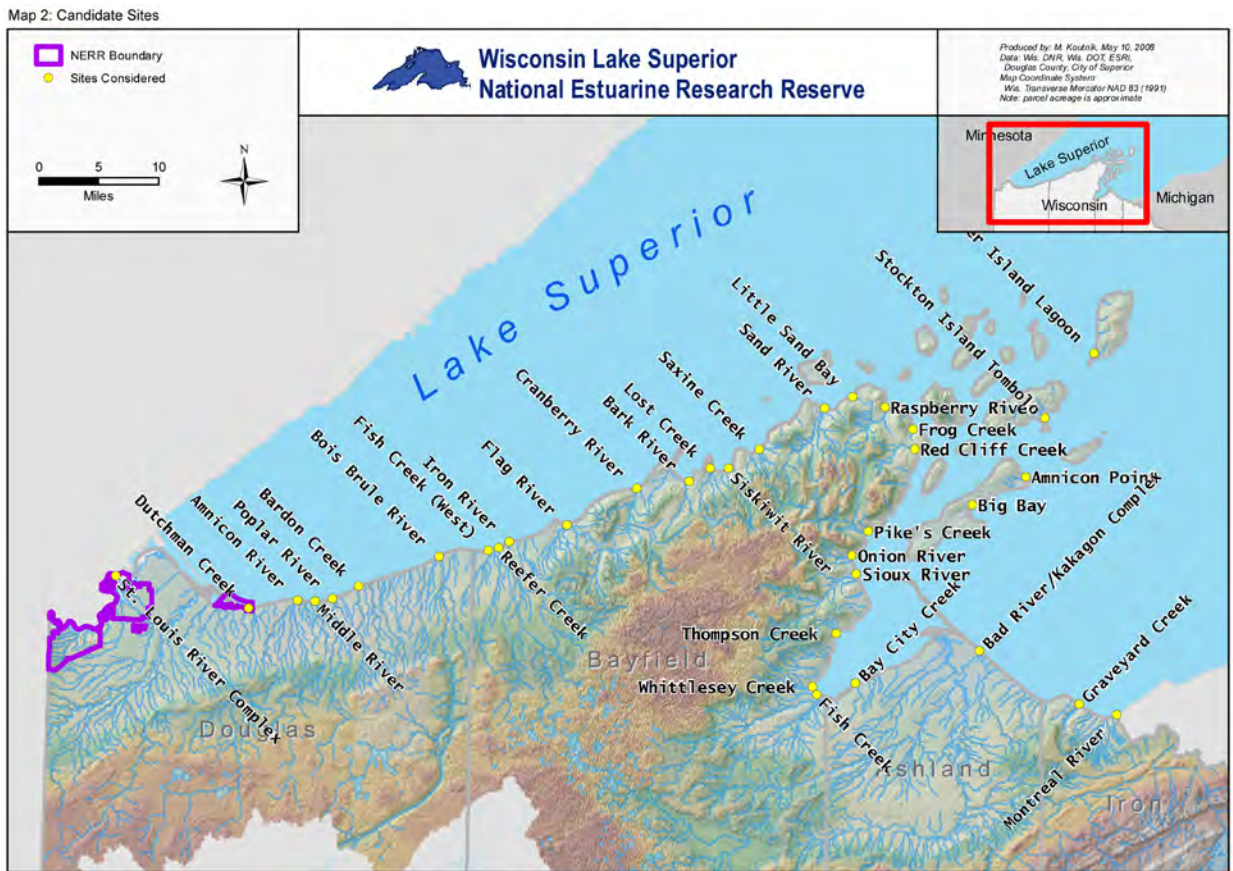 Map 2: Candidate Sites
NERR Boundary
Sites Considered
0 5 10
Miles
N
Wisconsin Lake Superior
National Estuarine Research Reserve
Produced by: M. Koutnik, May 10, 2008
Data: Wis. DNR, Wis. DOT, ESRI,
Douglas County, City of Superior
Map Coordinate System
Wis. Transverse Mercator NAD 83 (1991)
Note: parcel acreage is approximate
Minnesota
Lake Superior
Wisconsin
Michigan
Lake Superior
er Island Lagoon
Stockton Island Tombolo
Little Sand Bay
Sand River
Saxine Creek
Lost Creek
Bark River
Cranberry River
Flag River
Iron River
Fish Creek (West)
Bois Brule River
Bardon Creek
Poplar River
Amnicon River
Dutchman Creek
St. Louis River Complex
Middle River
Reefer Creek
Siskiwit River
Raspberry Rive
Frog Creek
Red Cliff Creek
Amnicon Point
Big Bay
Pike's Creek
Onion River
Sioux River
Thompson Creek
Bay City Creek
Bad River/Kakagon Complex
Whittlesey Creek
Fish Creek
Graveyard Creek
Montreal River
Bayfield
Douglas
Ashland
Iron